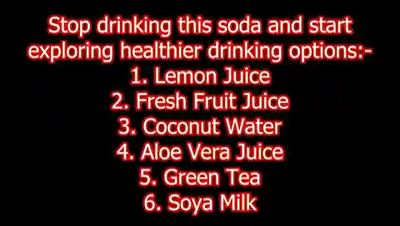 Stop drinking this soda and start
exploring healthier drinking options:-
1. Lemon Juice
2. Fresh Fruit Juice
3. Coconut Water
4. Aloe Vera Juice
5. Green Tea
6. Soya Milk